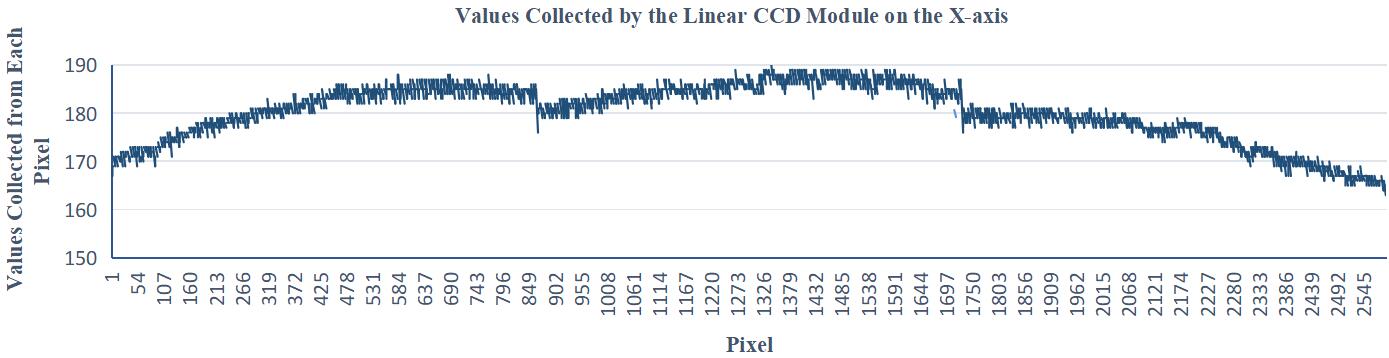 Values Collected by the Linear CCD Module on the X-axis
Values Collected from Each
Pixel
190
180
170
160
150
1 54 107 160 213 266 319 372 425 478 531 584 637 690 743 796 849 902 955 1008 1061 1114 1167 1220 1273 1326 1379 1432 1485 1538 1591 1644 1697 1750 1803 1856 1909 1962 2015 2068 2121 2174 2227 2280 2333 2386 2439 2492 2545
Pixel